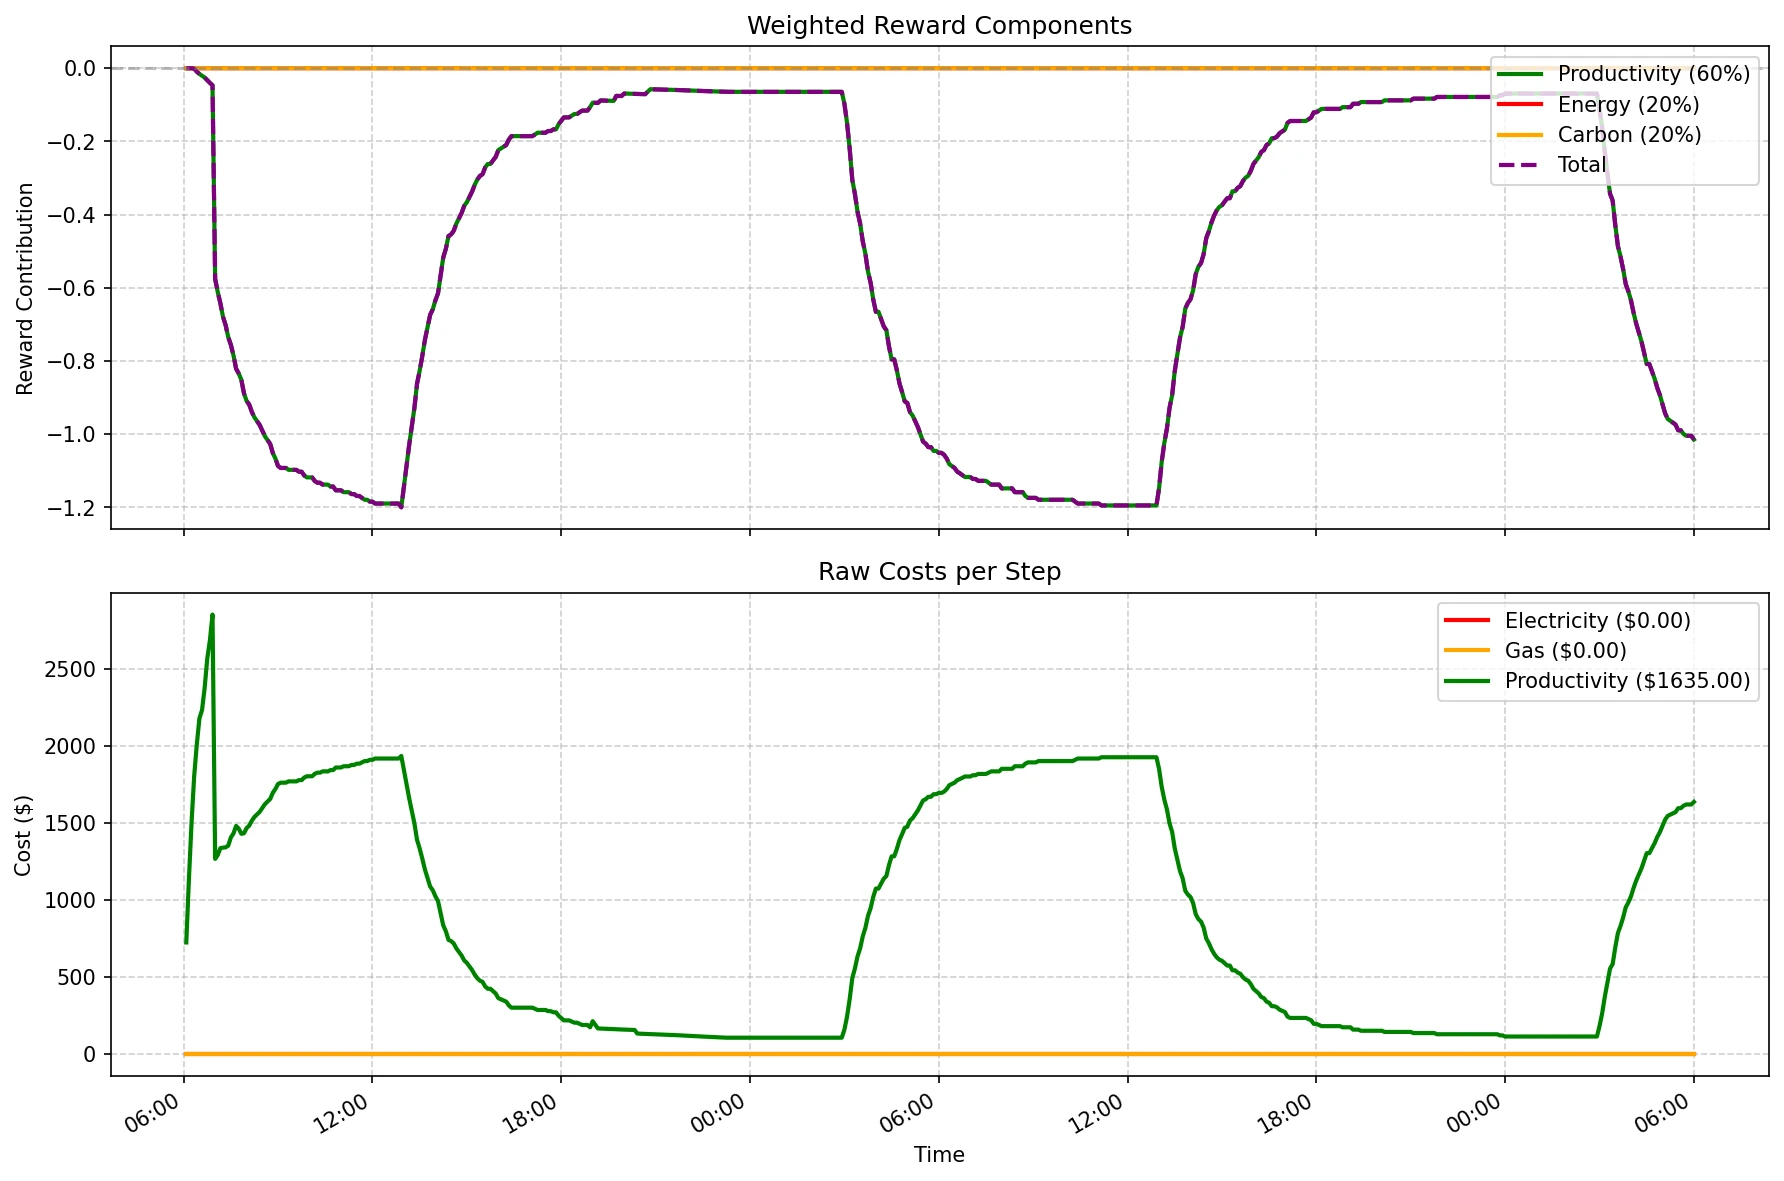 Weighted Reward Components
Reward Contribution
0.0
−0.2
−0.4
−0.6
−0.8
−1.0
−1.2
Productivity (60%)
Energy (20%)
Carbon (20%)
Total
Raw Costs per Step
Cost ($)
2500
2000
1500
1000
500
0
Electricity ($0.00)
Gas ($0.00)
Productivity ($1635.00)
06:00 12:00 18:00 00:00 06:00 12:00 18:00 00:00 06:00
Time